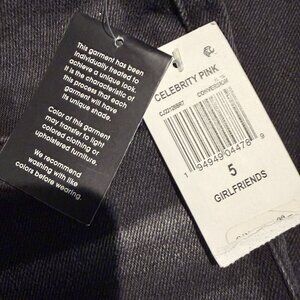 This garment has been
individually treated to
achieve a unique look.
It is the characteristic of
this process that each
garment will have
its unique shade.
Color of this garment
may transfer to light
colored clothing or
upholstered furniture.
We recommend
washing with like
colors before wearing.
CELEBRITY PINK
5
GIRLFRIENDS